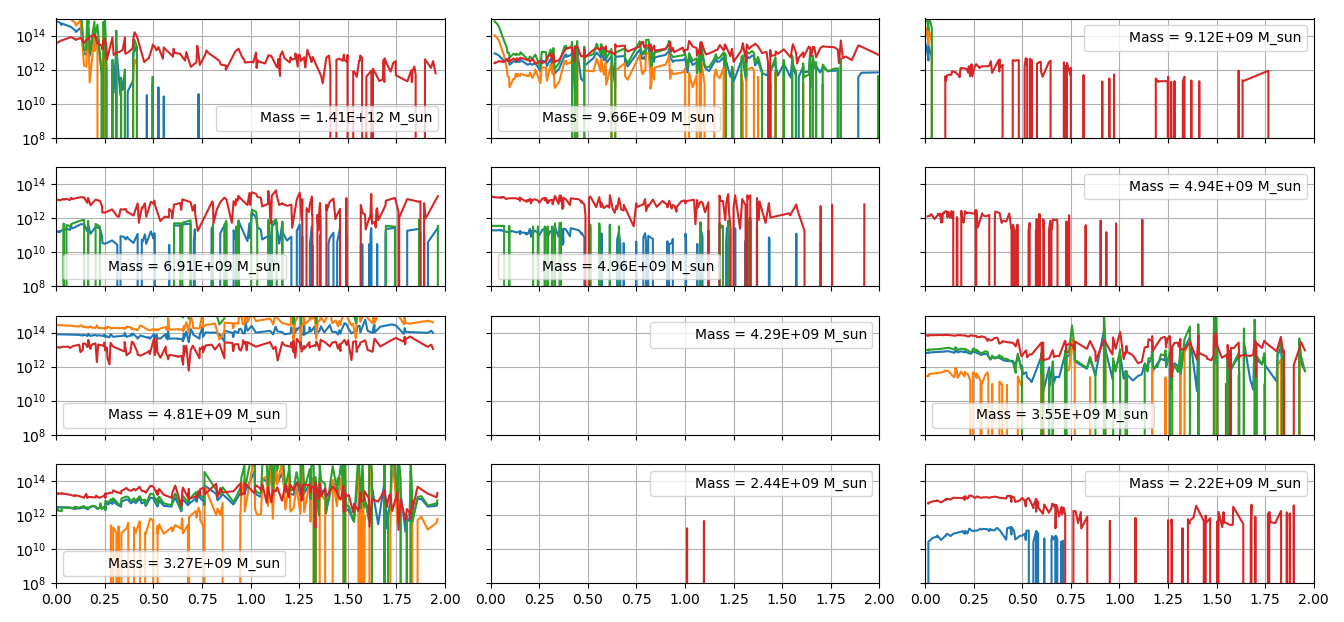 10^14
10^12
10^10
10^8
Mass = 1.41E+12 M_sun
Mass = 9.66E+09 M_sun
Mass = 9.12E+09 M_sun
10^14
10^12
10^10
10^8
Mass = 6.91E+09 M_sun
Mass = 4.96E+09 M_sun
Mass = 4.94E+09 M_sun
10^14
10^12
10^10
10^8
Mass = 4.81E+09 M_sun
Mass = 4.29E+09 M_sun
Mass = 3.55E+09 M_sun
10^14
10^12
10^10
10^8
Mass = 3.27E+09 M_sun
Mass = 2.44E+09 M_sun
Mass = 2.22E+09 M_sun
0.00 0.25 0.50 0.75 1.00 1.25 1.50 1.75 2.00
0.00 0.25 0.50 0.75 1.00 1.25 1.50 1.75 2.00
0.00 0.25 0.50 0.75 1.00 1.25 1.50 1.75 2.00